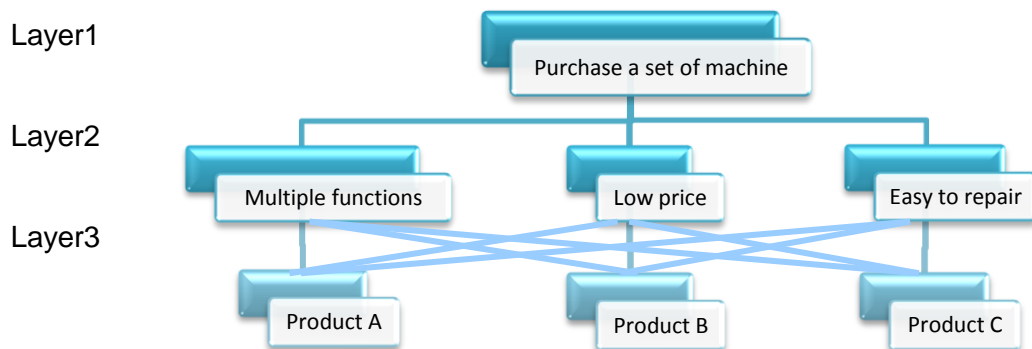 Layer1
Purchase a set of machine
Layer2
Multiple functions
Low price
Easy to repair
Layer3
Product A
Product B
Product C